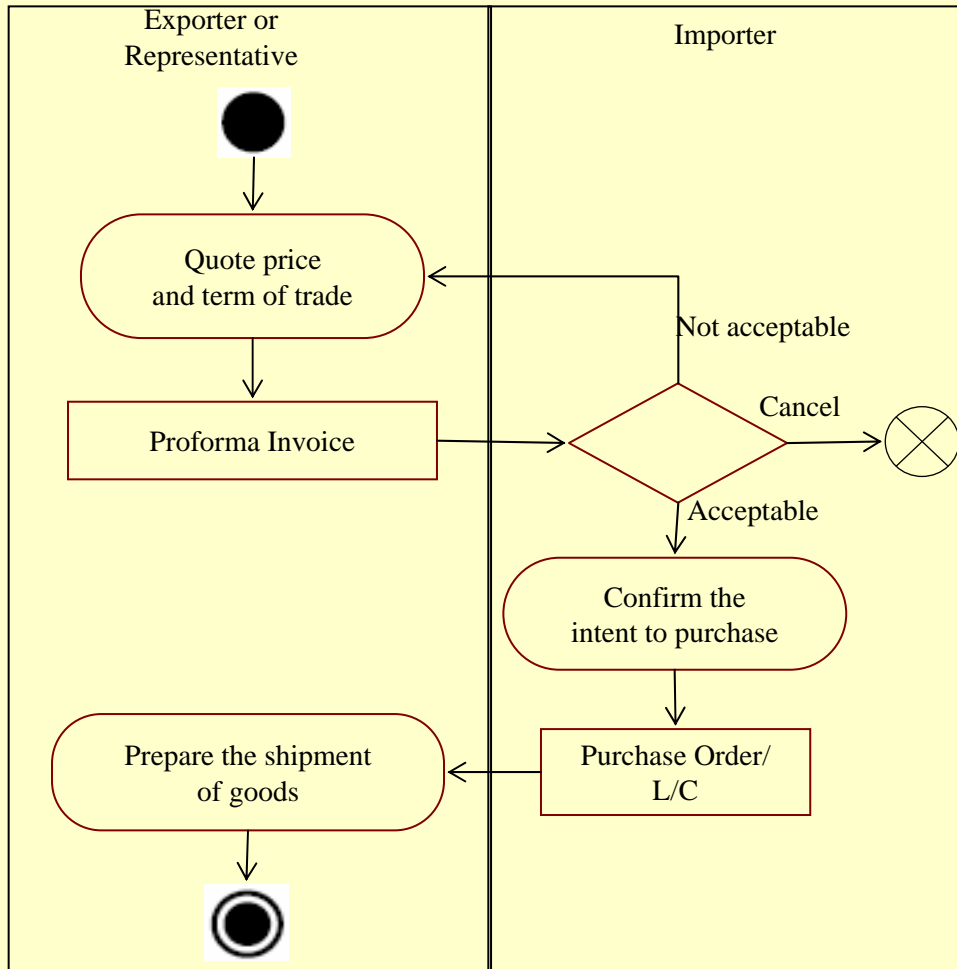 Exporter or
Representative
Importer
Quote price
and term of trade
Not acceptable
Cancel
Proforma Invoice
Acceptable
Confirm the
intent to purchase
Prepare the shipment
of goods
Purchase Order/
L/C